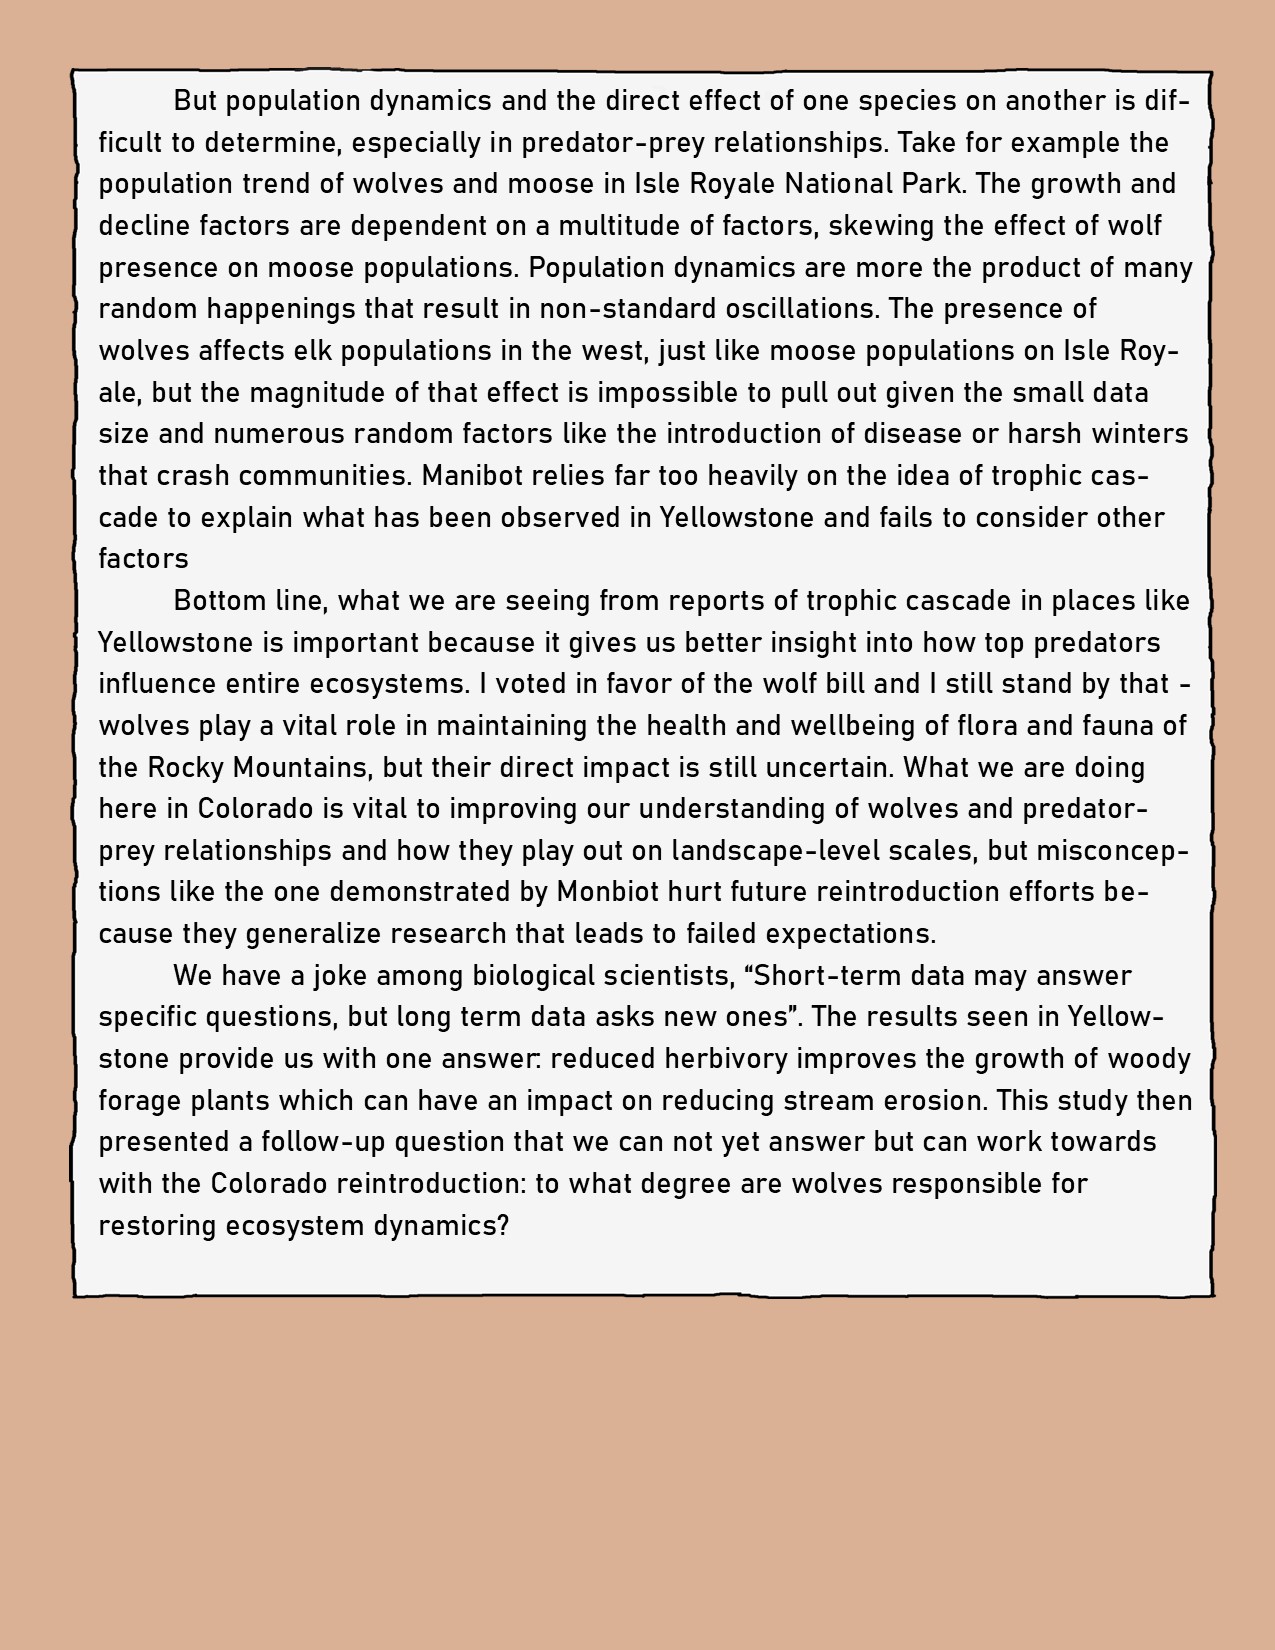 But population dynamics and the direct effect of one species on another is dif-
ficult to determine, especially in predator-prey relationships. Take for example the
population trend of wolves and moose in Isle Royale National Park. The growth and
decline factors are dependent on a multitude of factors, skewing the effect of wolf
presence on moose populations. Population dynamics are more the product of many
random happenings that result in non-standard oscillations. The presence of
wolves affects elk populations in the west, just like moose populations on Isle Roy-
ale, but the magnitude of that effect is impossible to pull out given the small data
size and numerous random factors like the introduction of disease or harsh winters
that crash communities. Manibot relies far too heavily on the idea of trophic cas-
cade to explain what has been observed in Yellowstone and fails to consider other
factors
Bottom line, what we are seeing from reports of trophic cascade in places like
Yellowstone is important because it gives us better insight into how top predators
influence entire ecosystems. I voted in favor of the wolf bill and I still stand by that -
wolves play a vital role in maintaining the health and wellbeing of flora and fauna of
the Rocky Mountains, but their direct impact is still uncertain. What we are doing
here in Colorado is vital to improving our understanding of wolves and predator-
prey relationships and how they play out on landscape-level scales, but misconcep-
tions like the one demonstrated by Monbiot hurt future reintroduction efforts be-
cause they generalize research that leads to failed expectations.
We have a joke among biological scientists, “Short-term data may answer
specific questions, but long term data asks new ones”. The results seen in Yellow-
stone provide us with one answer: reduced herbivory improves the growth of woody
forage plants which can have an impact on reducing stream erosion. This study then
presented a follow-up question that we can not yet answer but can work towards
with the Colorado reintroduction: to what degree are wolves responsible for
restoring ecosystem dynamics?